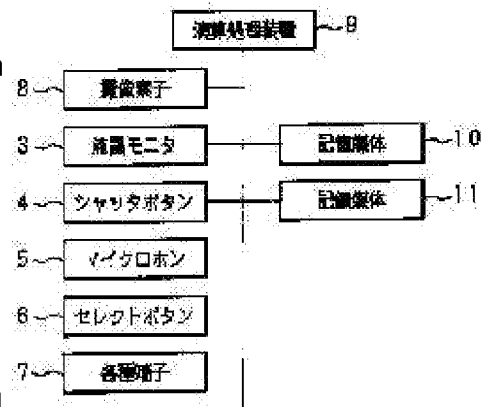 演算処理装置 9
8 撮像素子
3 液晶モニタ 記憶媒体 10
4 シャッタボタン 記憶媒体 11
5 マイクロホン
6 セレクトボタン
7 各種端子